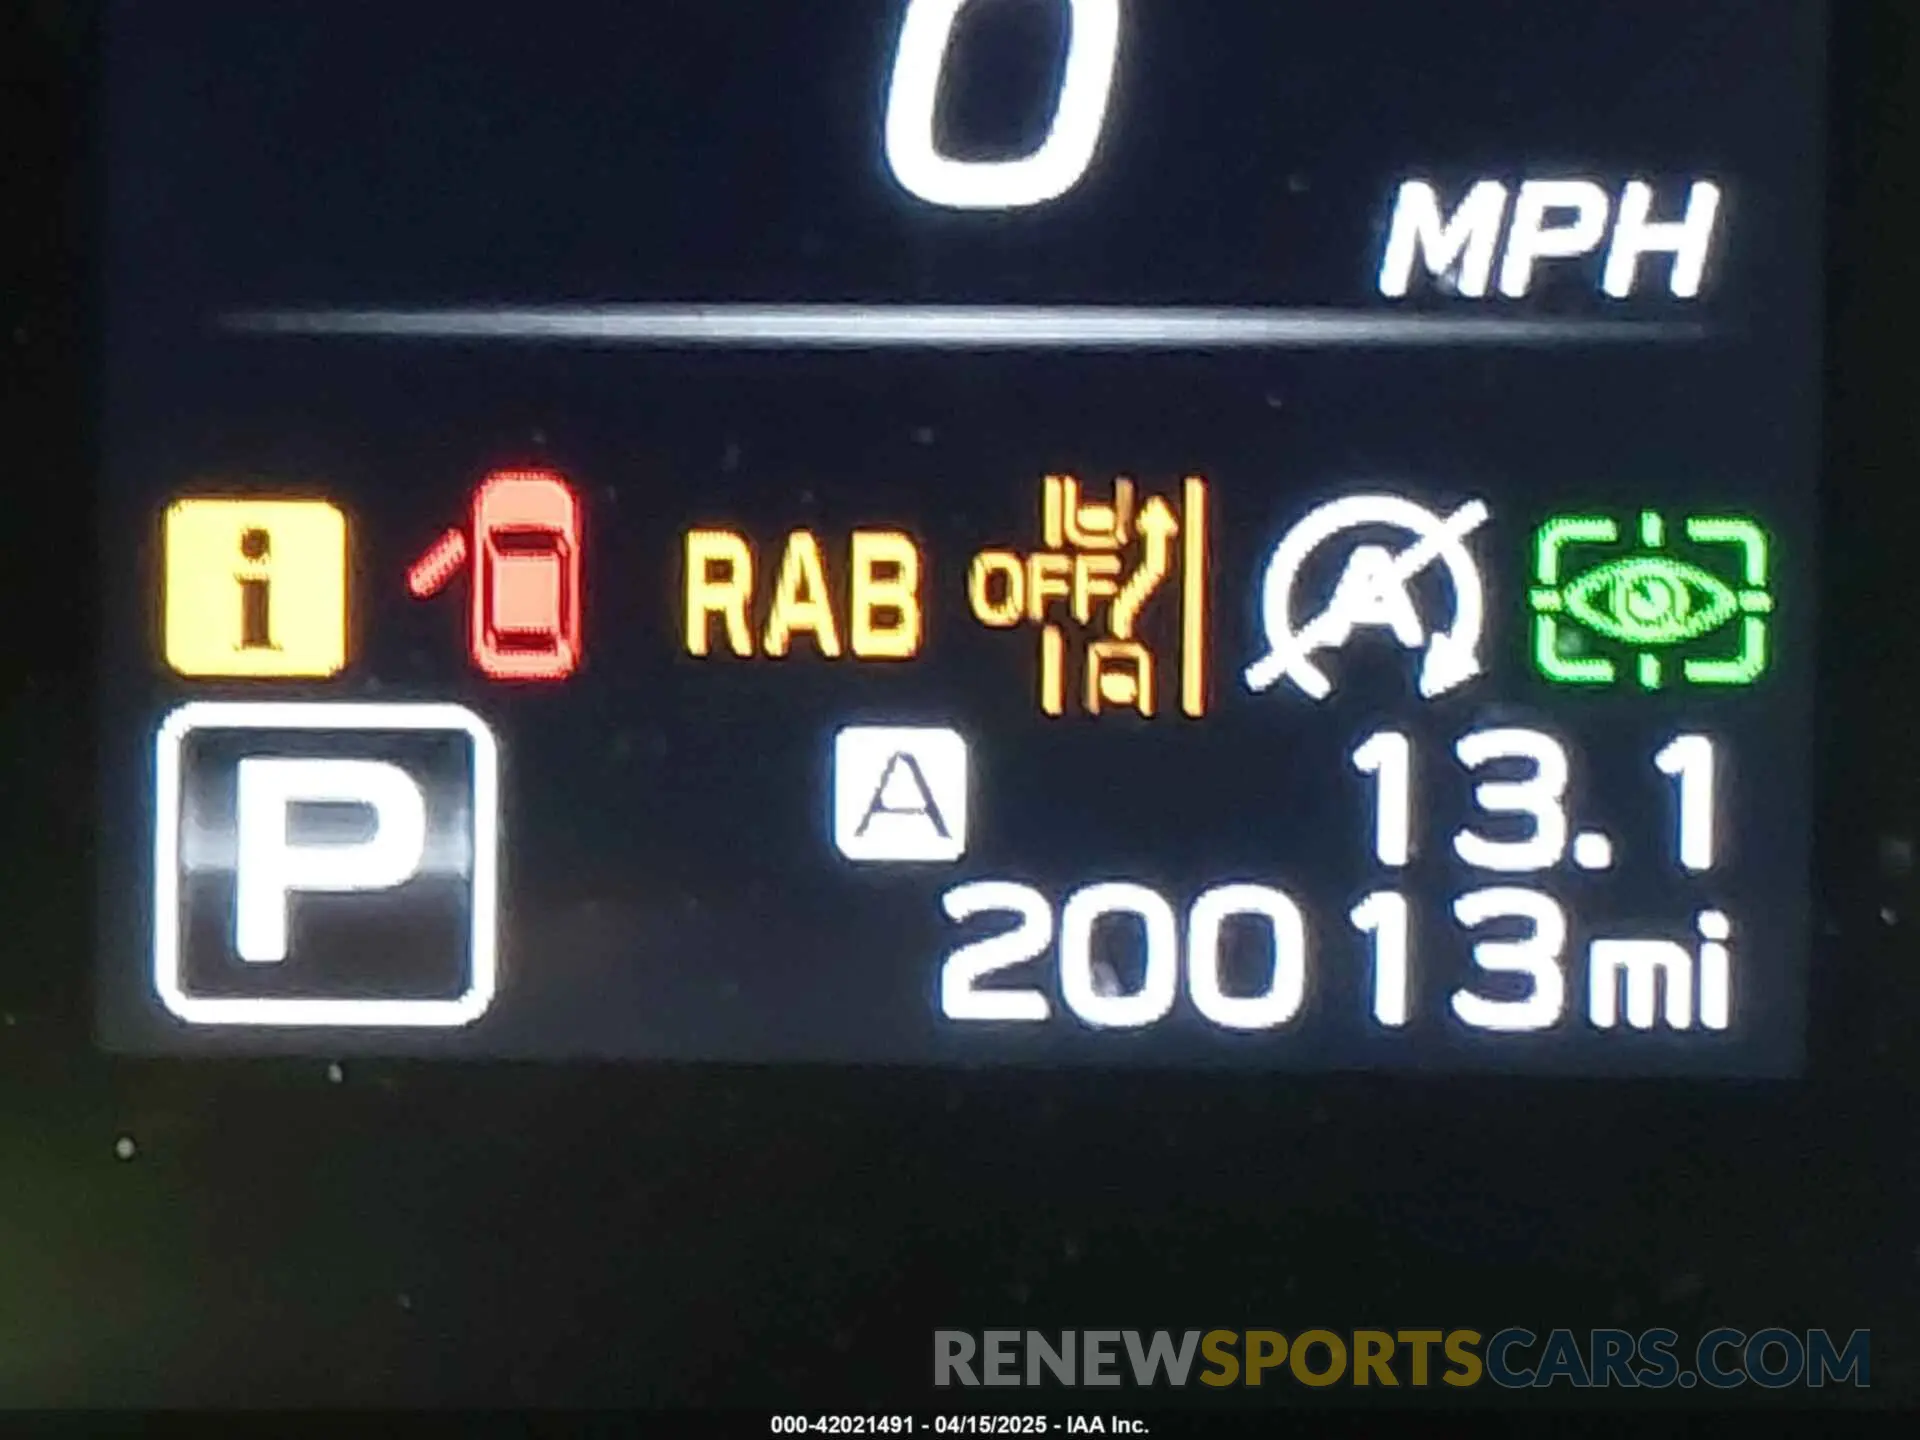 0
MPH
i
RAB
OFF
A
P
A
13.1
20013mi
RENEWSPORTSCARS.COM
000-42021491 - 04/15/2025 - IAA Inc.